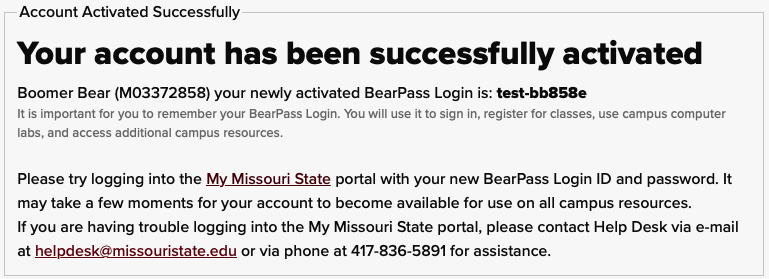 Account Activated Successfully
Your account has been successfully activated
Boomer Bear (M03372858) your newly activated BearPass Login is: test-bb858e
It is important for you to remember your BearPass Login. You will use it to sign in, register for classes, use campus computer
labs, and access additional campus resources.
Please try logging into the My Missouri State portal with your new BearPass Login ID and password. It
may take a few moments for your account to become available for use on all campus resources.
If you are having trouble logging into the My Missouri State portal, please contact Help Desk via e-mail
at helpdesk@missouristate.edu or via phone at 417-836-5891 for assistance.